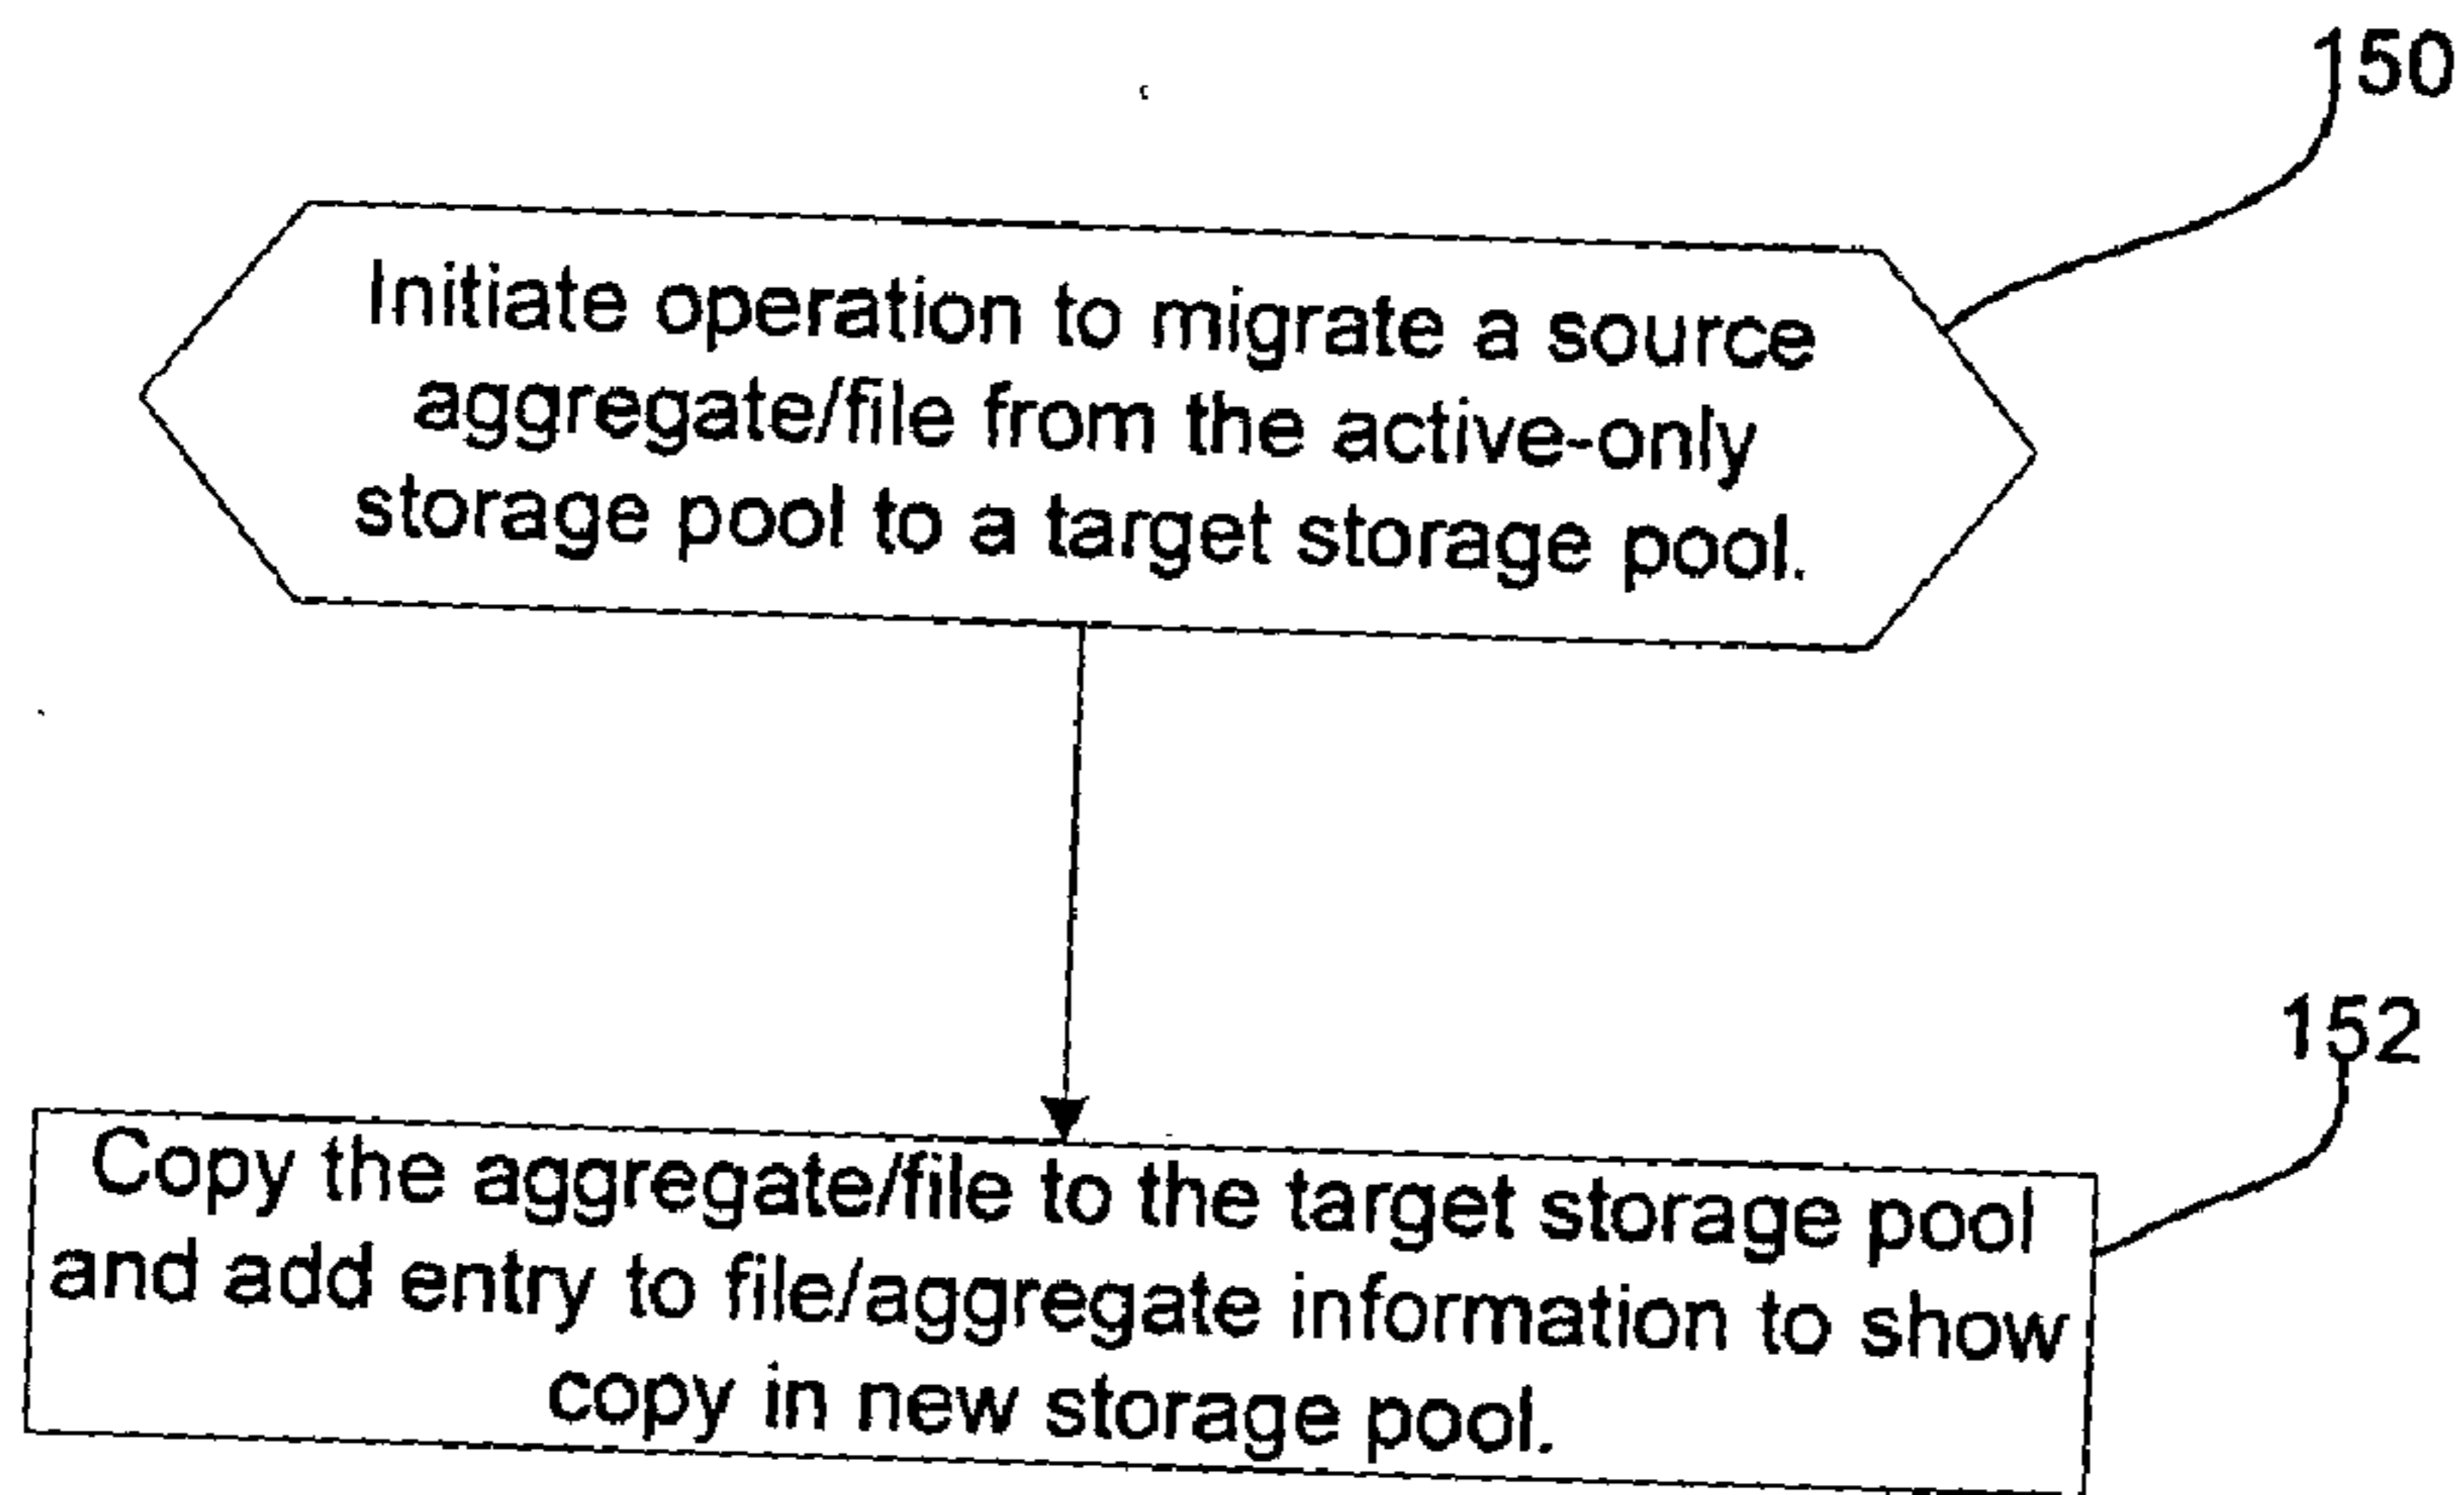 150
Initiate operation to migrate a source
aggregate/file from the active-only
storage pool to a target storage pool.
152
Copy the aggregate/file to the target storage pool
and add entry to file/aggregate information to show
copy in new storage pool.